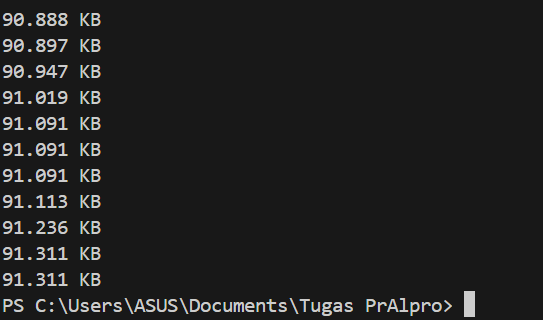 90.888 KB
90.897 KB
90.947 KB
91.019 KB
91.091 KB
91.091 KB
91.091 KB
91.113 KB
91.236 KB
91.311 KB
91.311 KB
PS C:\Users\ASUS\Documents\Tugas PrAlpro>